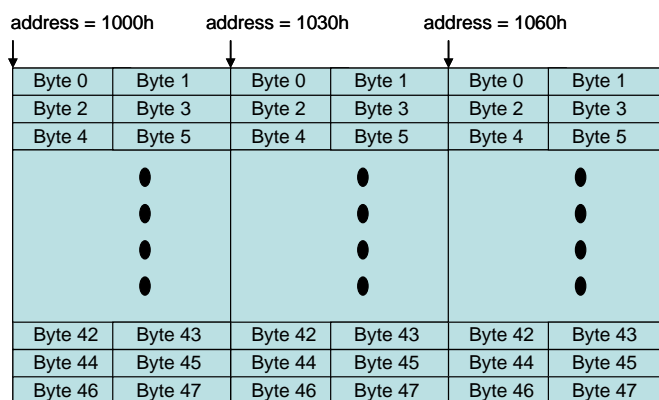 address = 1000h address = 1030h address = 1060h
Byte 0 Byte 1 Byte 0 Byte 1 Byte 0 Byte 1
Byte 2 Byte 3 Byte 2 Byte 3 Byte 2 Byte 3
Byte 4 Byte 5 Byte 4 Byte 5 Byte 4 Byte 5
Byte 42 Byte 43 Byte 42 Byte 43 Byte 42 Byte 43
Byte 44 Byte 45 Byte 44 Byte 45 Byte 44 Byte 45
Byte 46 Byte 47 Byte 46 Byte 47 Byte 46 Byte 47